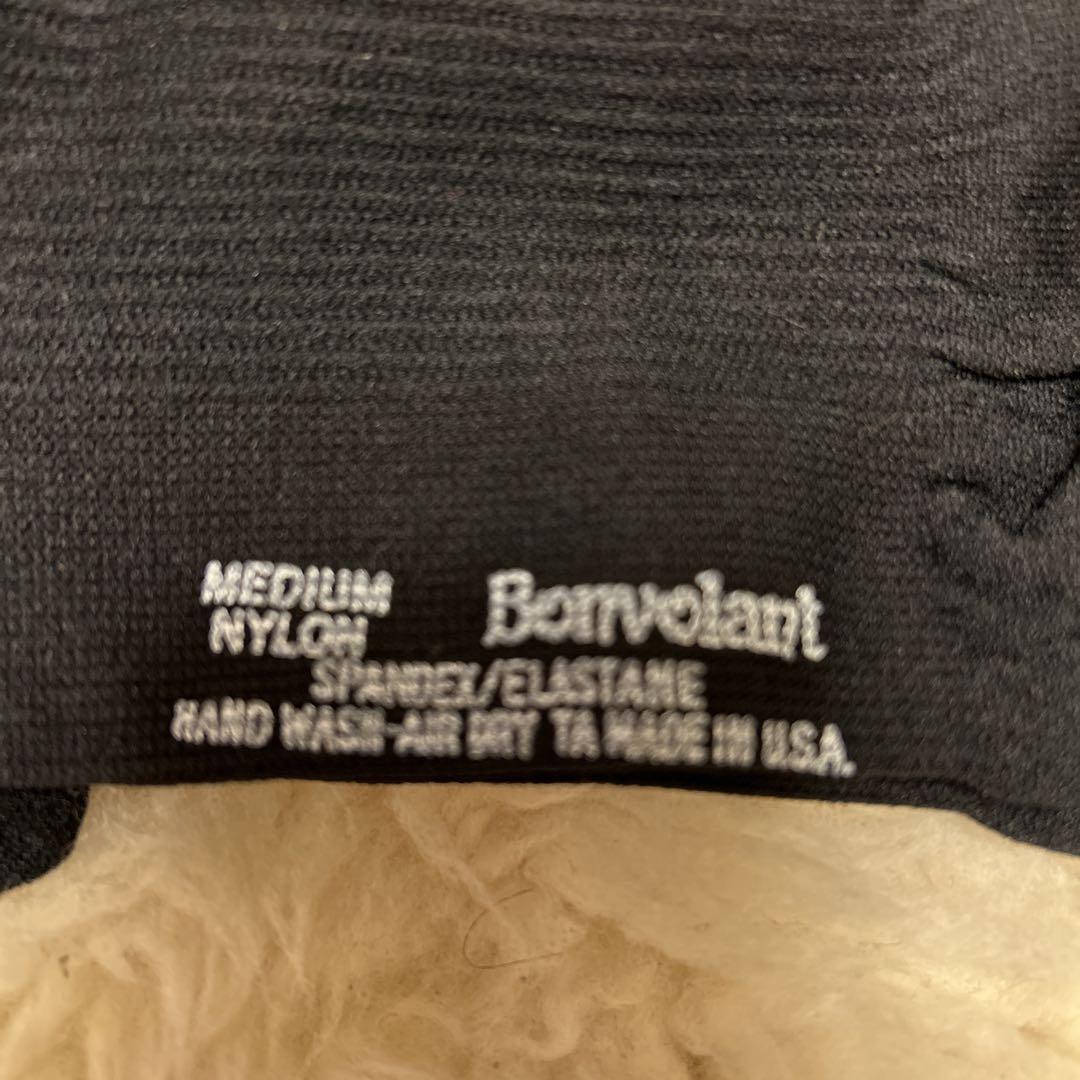 MEDIUM
NYLON
Bonvolant
SPANDEX/ELASTANE
HAND WASH-AIR DRY TA MADE IN U.S.A.